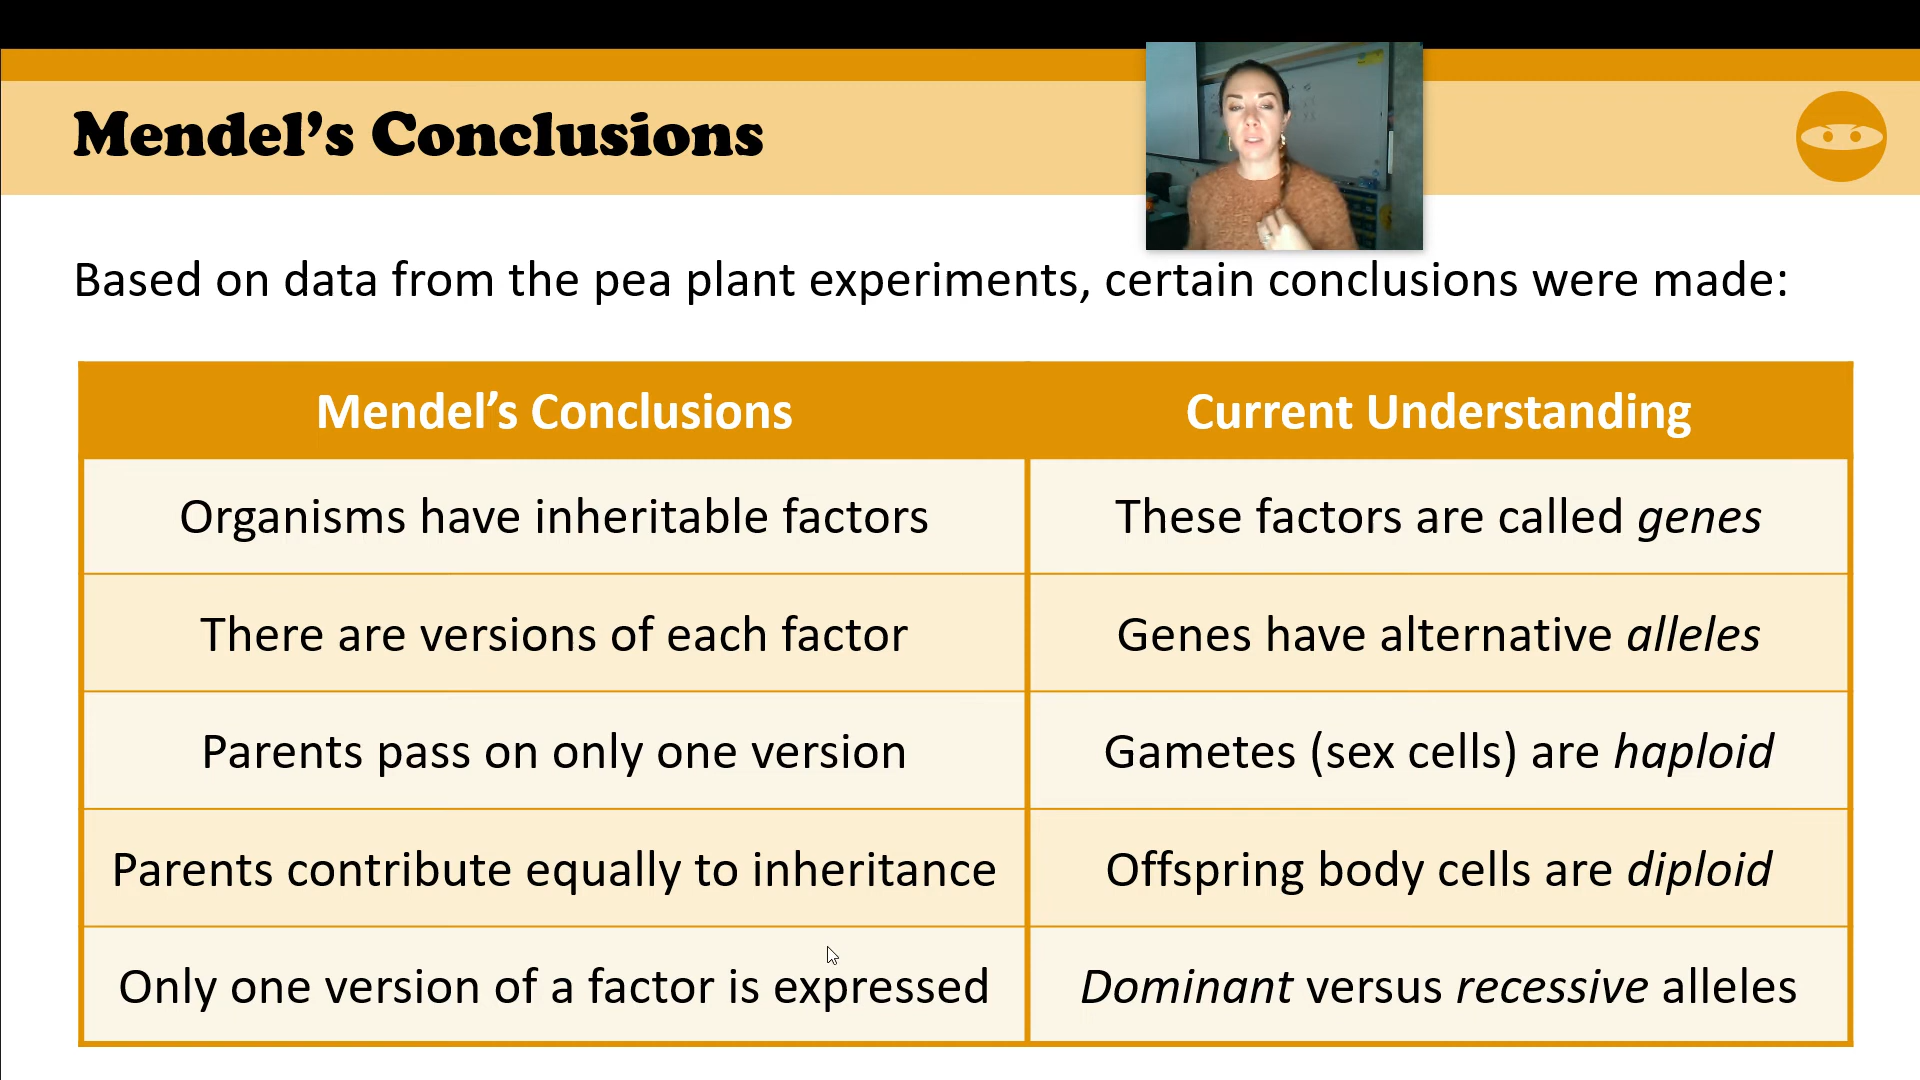 Mendel's Conclusions
Based on data from the pea plant experiments, certain conclusions were made:
Mendel's Conclusions
Current Understanding
Organisms have inheritable factors
These factors are called genes
There are versions of each factor
Genes have alternative alleles
Parents pass on only one version
Gametes (sex cells) are haploid
Parents contribute equally to inheritance
Offspring body cells are diploid
Only one version of a factor is expressed
Dominant versus recessive alleles